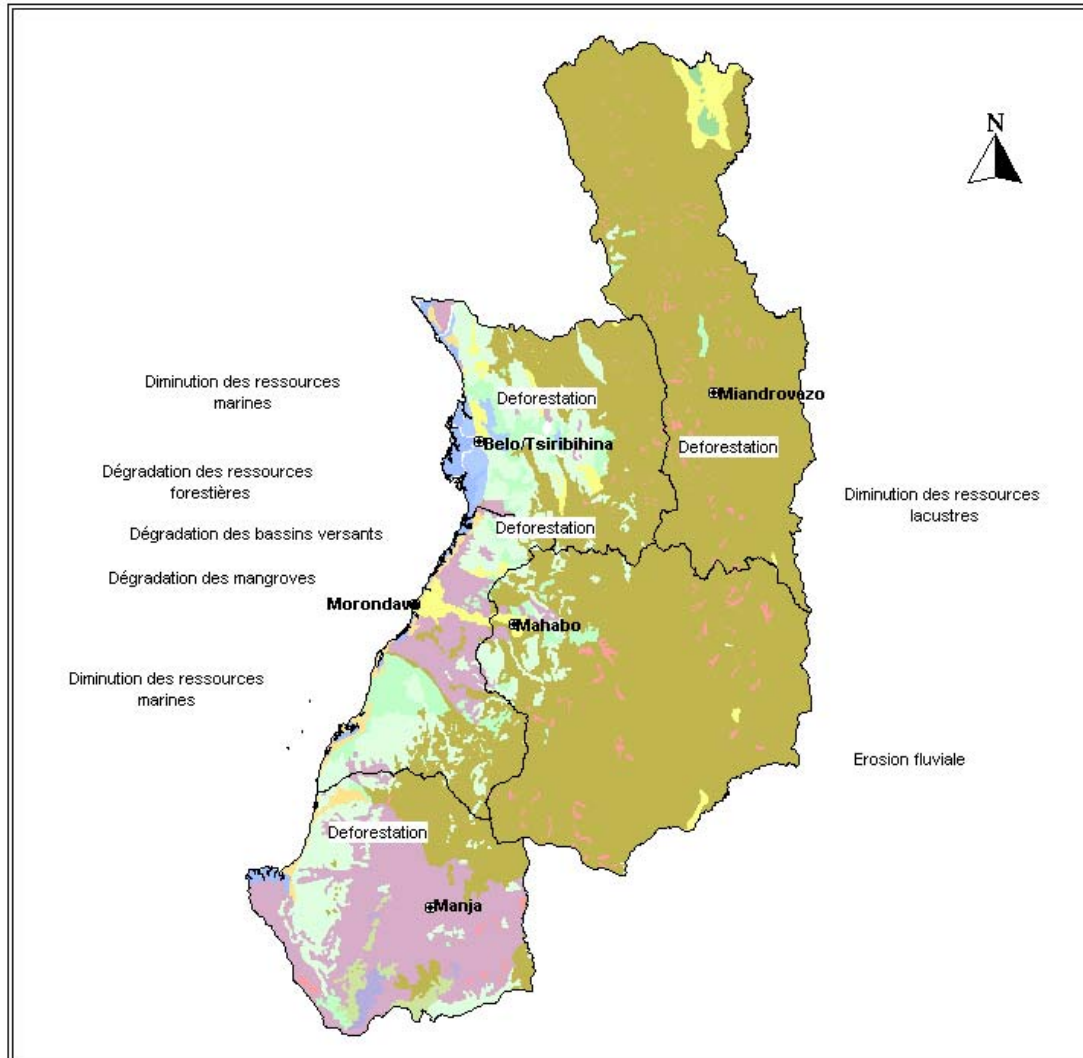 N
Diminution des ressources
marines
Deforestation
Miandrovazo
Belo/Tsiribihina
Deforestation
Dégradation des ressources
forestières
Diminution des ressources
lacustres
Deforestation
Dégradation des bassins versants
Dégradation des mangroves
Morondava
Mahabo
Diminution des ressources
marines
Erosion fluviale
Deforestation
Manja